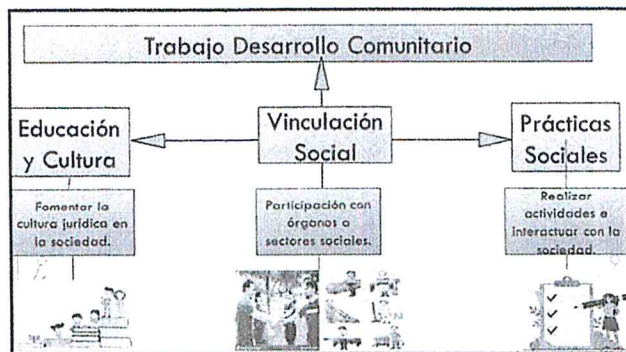 Trabajo Desarrollo Comunitario
Educación
y Cultura
Vinculación
Social
Prácticas
Sociales
Fomentar la
cultura jurídica en
la sociedad.
Participación con
órganos o
sectores sociales.
Realizar
actividades e
interactuar con la
sociedad.